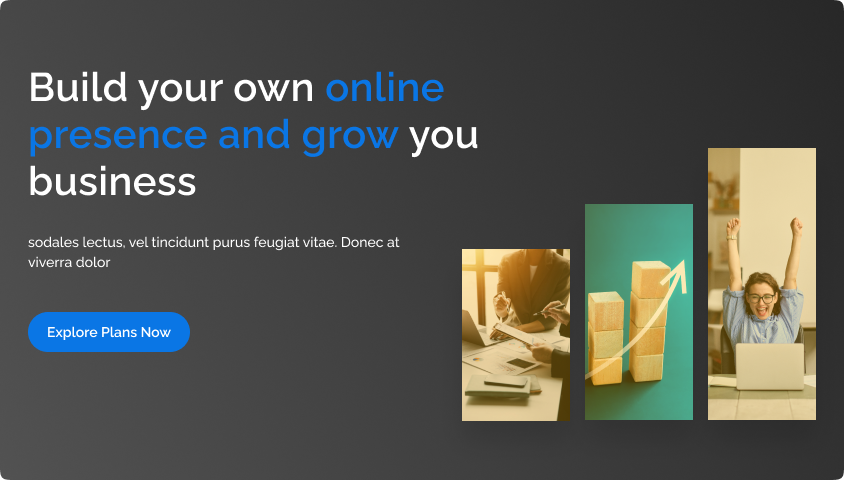 Build your own online
presence and grow you
business
sodales lectus, vel tincidunt purus feugiat vitae. Donec at
viverra dolor
Explore Plans Now